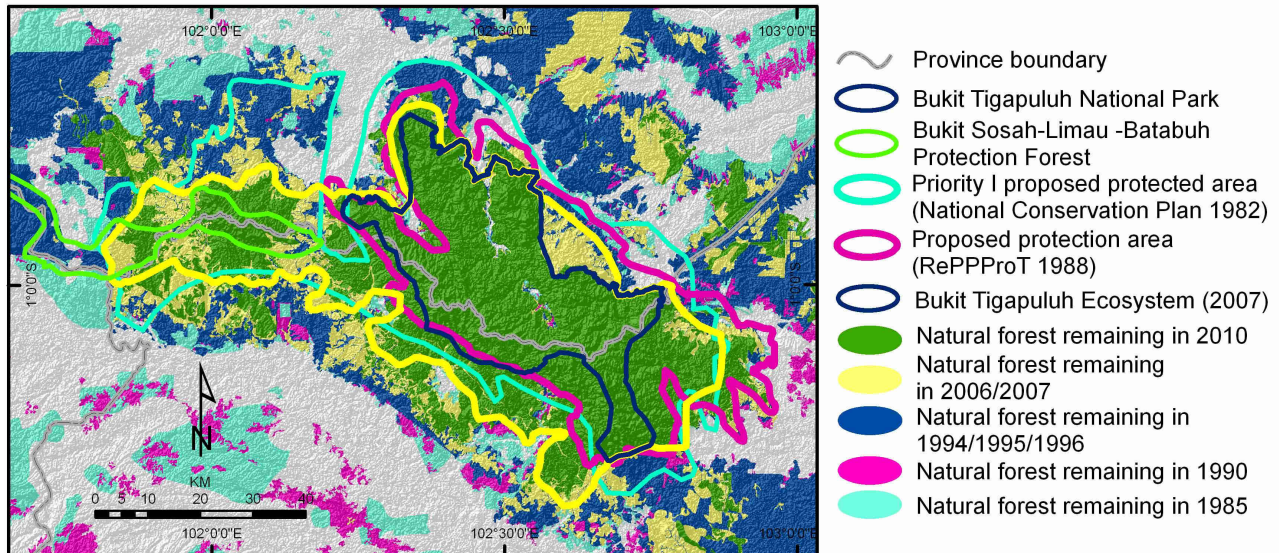 102°0'0"E
102°30'0"E
103°0'0"E
1°0'0"S
1°0'0"S
N
KM
0 5 10 20 30 40
102°0'0"E
102°30'0"E
103°0'0"E
Province boundary
Bukit Tigapuluh National Park
Bukit Sosah-Limau -Batabuh
Protection Forest
Priority I proposed protected area
(National Conservation Plan 1982)
Proposed protection area
(RePPProT 1988)
Bukit Tigapuluh Ecosystem (2007)
Natural forest remaining in 2010
Natural forest remaining
in 2006/2007
Natural forest remaining in
1994/1995/1996
Natural forest remaining in 1990
Natural forest remaining in 1985